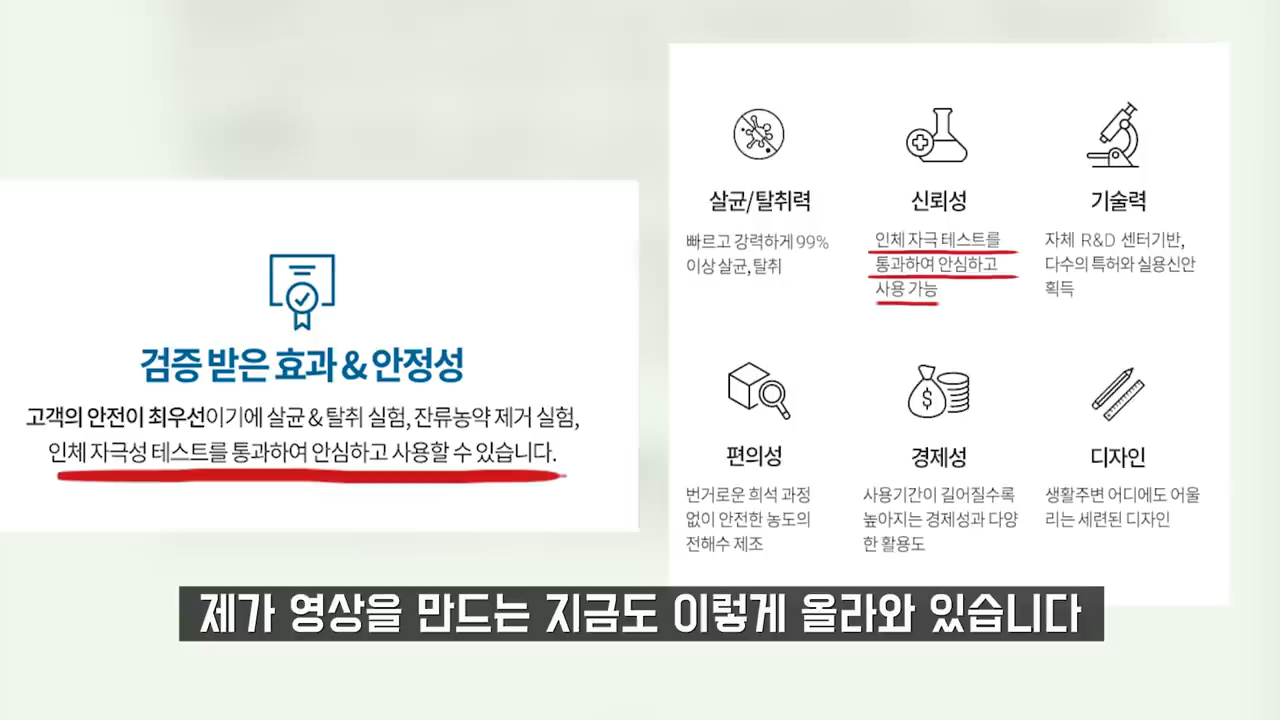 검증 받은 효과 & 안정성
고객의 안전이 최우선이기에 살균 & 탈취 실험, 잔류농약 제거 실험,
인체 자극성 테스트를 통과하여 안심하고 사용할 수 있습니다.
살균/탈취력
빠르고 강력하게 99%
이상 살균, 탈취
신뢰성
인체 자극 테스트를
통과하여 안심하고
사용 가능
기술력
자체 R&D 센터기반,
다수의 특허와 실용신안
획득
편의성
번거로운 희석 과정
없이 안전한 농도의
전해수 제조
경제성
사용기간이 길어질수록
높아지는 경제성과 다양
한 활용도
디자인
생활주변 어디에도 어울
리는 세련된 디자인
제가 영상을 만드는 지금도 이렇게 올라와 있습니다